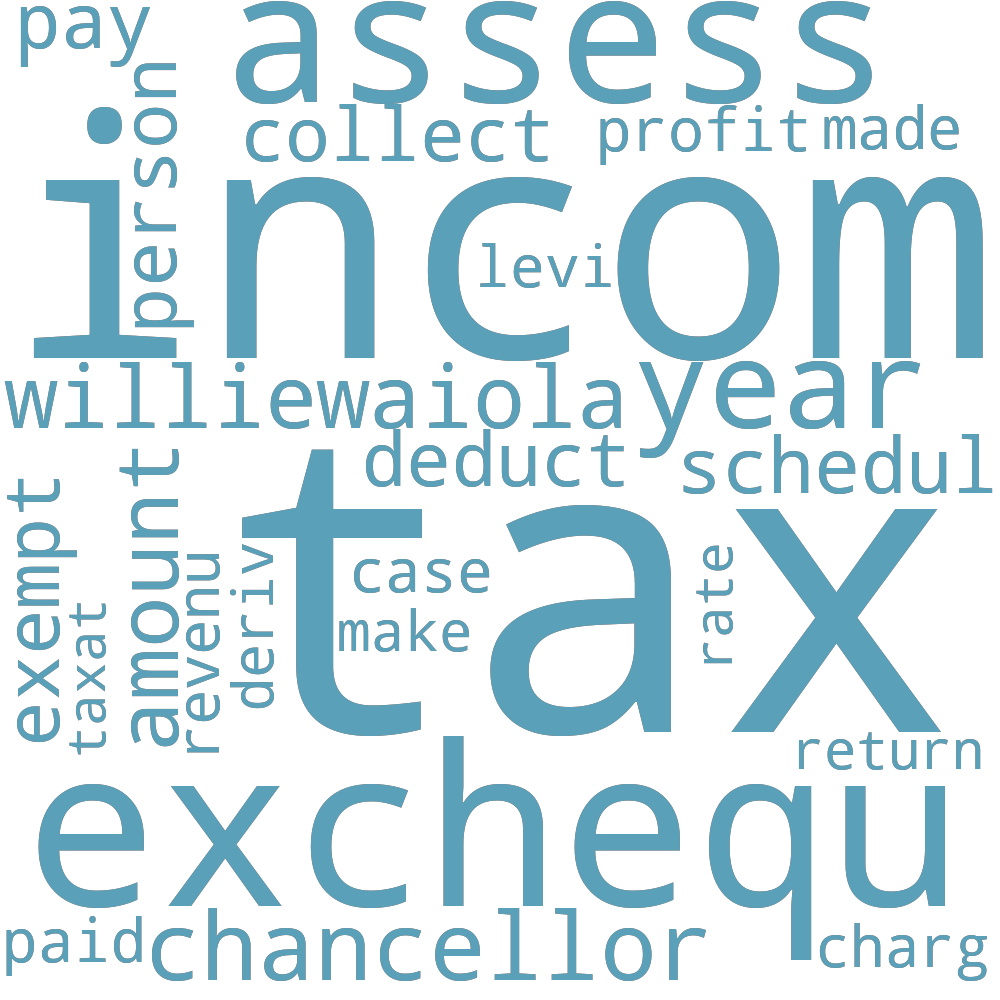 pay
assess
person
collect
profit
made
incom
levi
williewaiola
year
deduct
schedul
exempt
amount
tax
taxat
revenu
deriv
case
make
rate
return
exchequ
paid
chancellor
charg